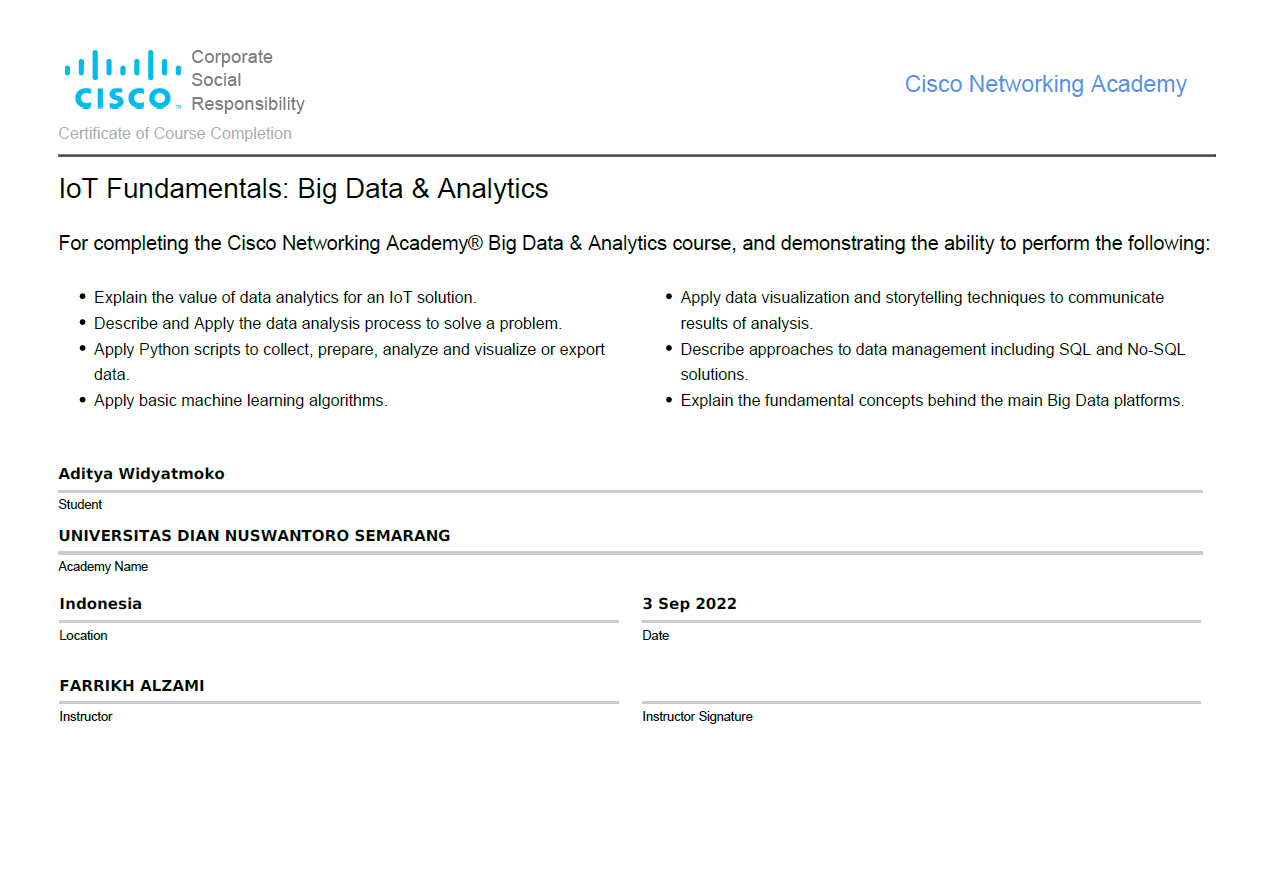 Corporate
Social
Responsibility
CISCO™
Cisco Networking Academy
Certificate of Course Completion
IoT Fundamentals: Big Data & Analytics
For completing the Cisco Networking Academy® Big Data & Analytics course, and demonstrating the ability to perform the following:
• Explain the value of data analytics for an IoT solution.
• Describe and Apply the data analysis process to solve a problem.
• Apply Python scripts to collect, prepare, analyze and visualize or export
data.
• Apply basic machine learning algorithms.
• Apply data visualization and storytelling techniques to communicate
results of analysis.
• Describe approaches to data management including SQL and No-SQL
solutions.
• Explain the fundamental concepts behind the main Big Data platforms.
Aditya Widyatmoko
Student
UNIVERSITAS DIAN NUSWANTORO SEMARANG
Academy Name
Indonesia
Location
3 Sep 2022
Date
FARRIKH ALZAMI
Instructor
Instructor Signature